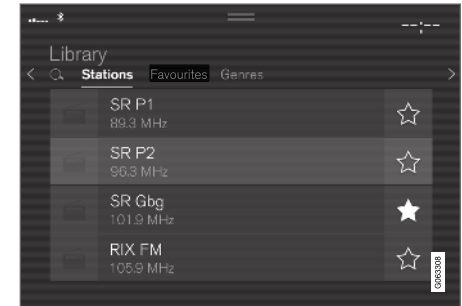 --:--
Library
Stations Favourites Genres
SR P1
89.3 MHz
SR P2
96.3 MHz
SR Gbg
101.9 MHz
RIX FM
105.9 MHz
G063308